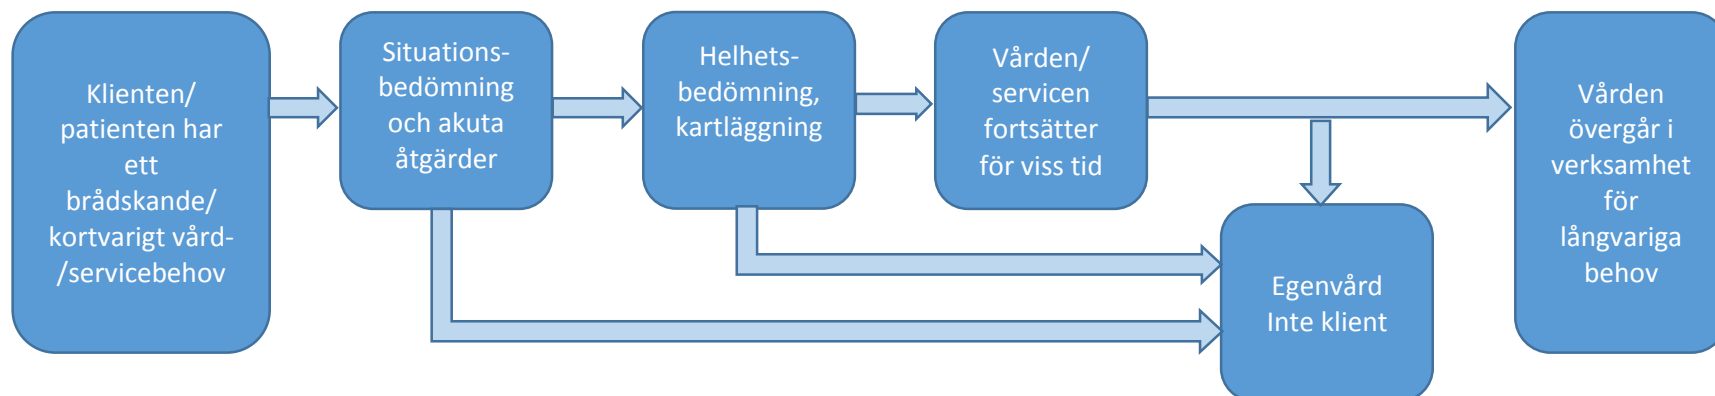 Klienten/
patienten har
ett
brådskande/
kortvarigt vård-
/servicebehov
Situations-
bedömning
och akuta
åtgärder
Helhets-
bedömning,
kartläggning
Vården/
servicen
fortsätter
för viss tid
Egenvård
Inte klient
Vården
övergår i
verksamhet
för
långvariga
behov